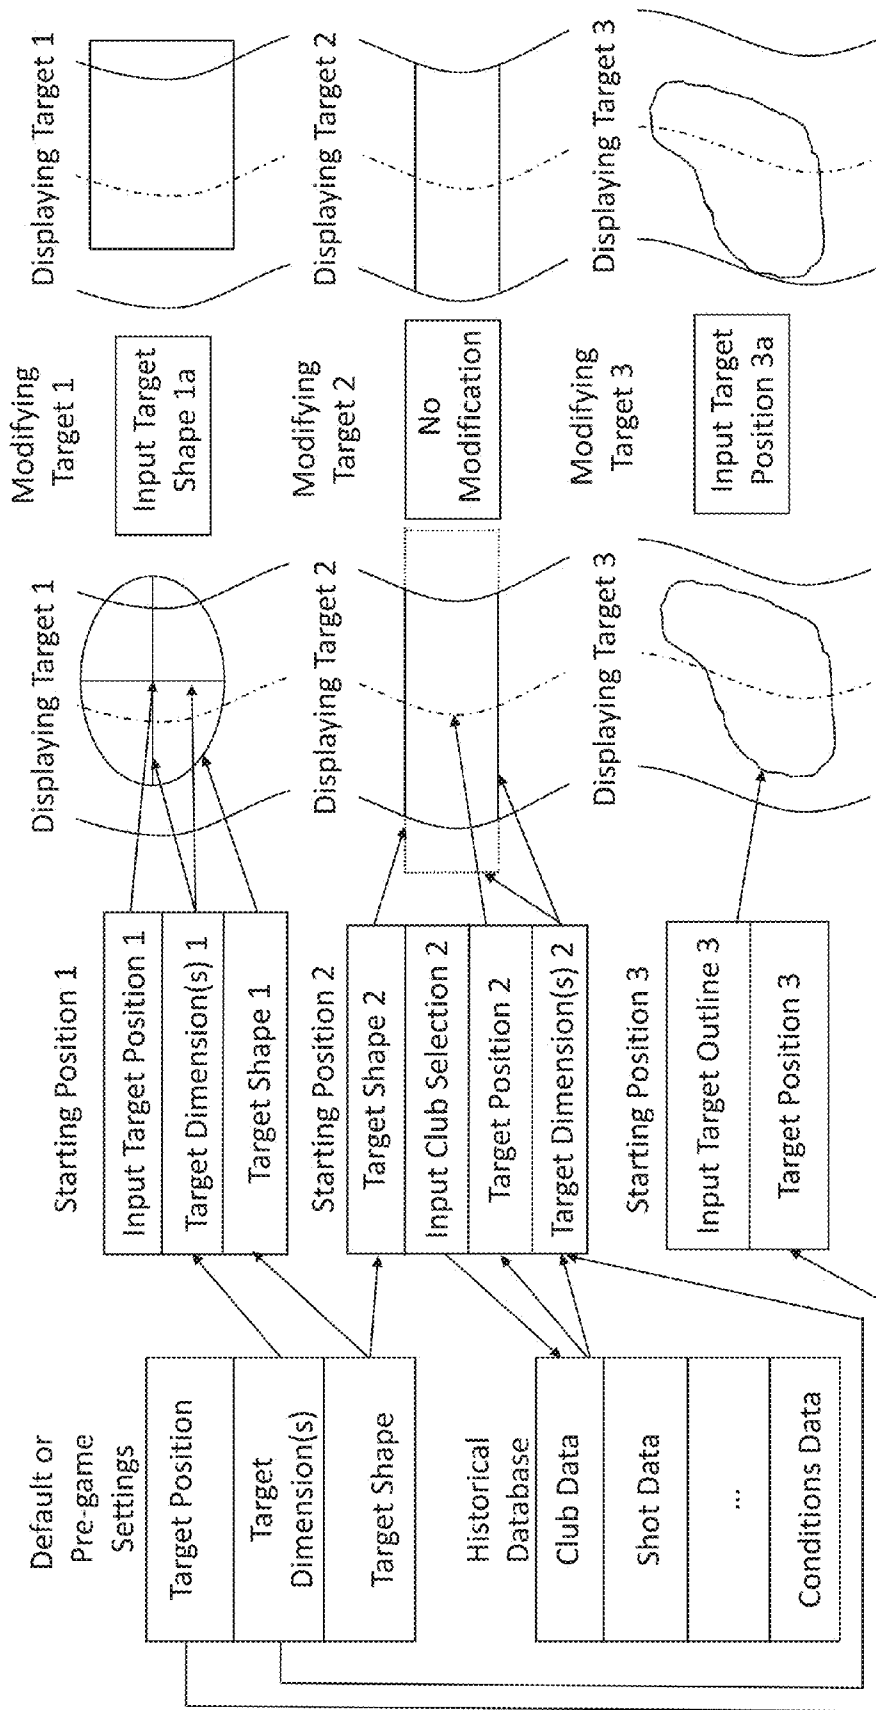 Default or
Pre-game
Settings
Target Position
Target
Dimension(s)
Target Shape
Historical
Database
Club Data
Shot Data
...
Conditions Data
Starting Position 1
Input Target Position 1
Target Dimension(s) 1
Target Shape 1
Starting Position 2
Target Shape 2
Input Club Selection 2
Target Position 2
Target Dimension(s) 2
Starting Position 3
Input Target Outline 3
Target Position 3
Displaying Target 1
Displaying Target 2
Displaying Target 3
Modifying
Target 1
Input Target
Shape 1a
Modifying
Target 2
No
Modification
Modifying
Target 3
Input Target
Position 3a
Displaying Target 1
Displaying Target 2
Displaying Target 3